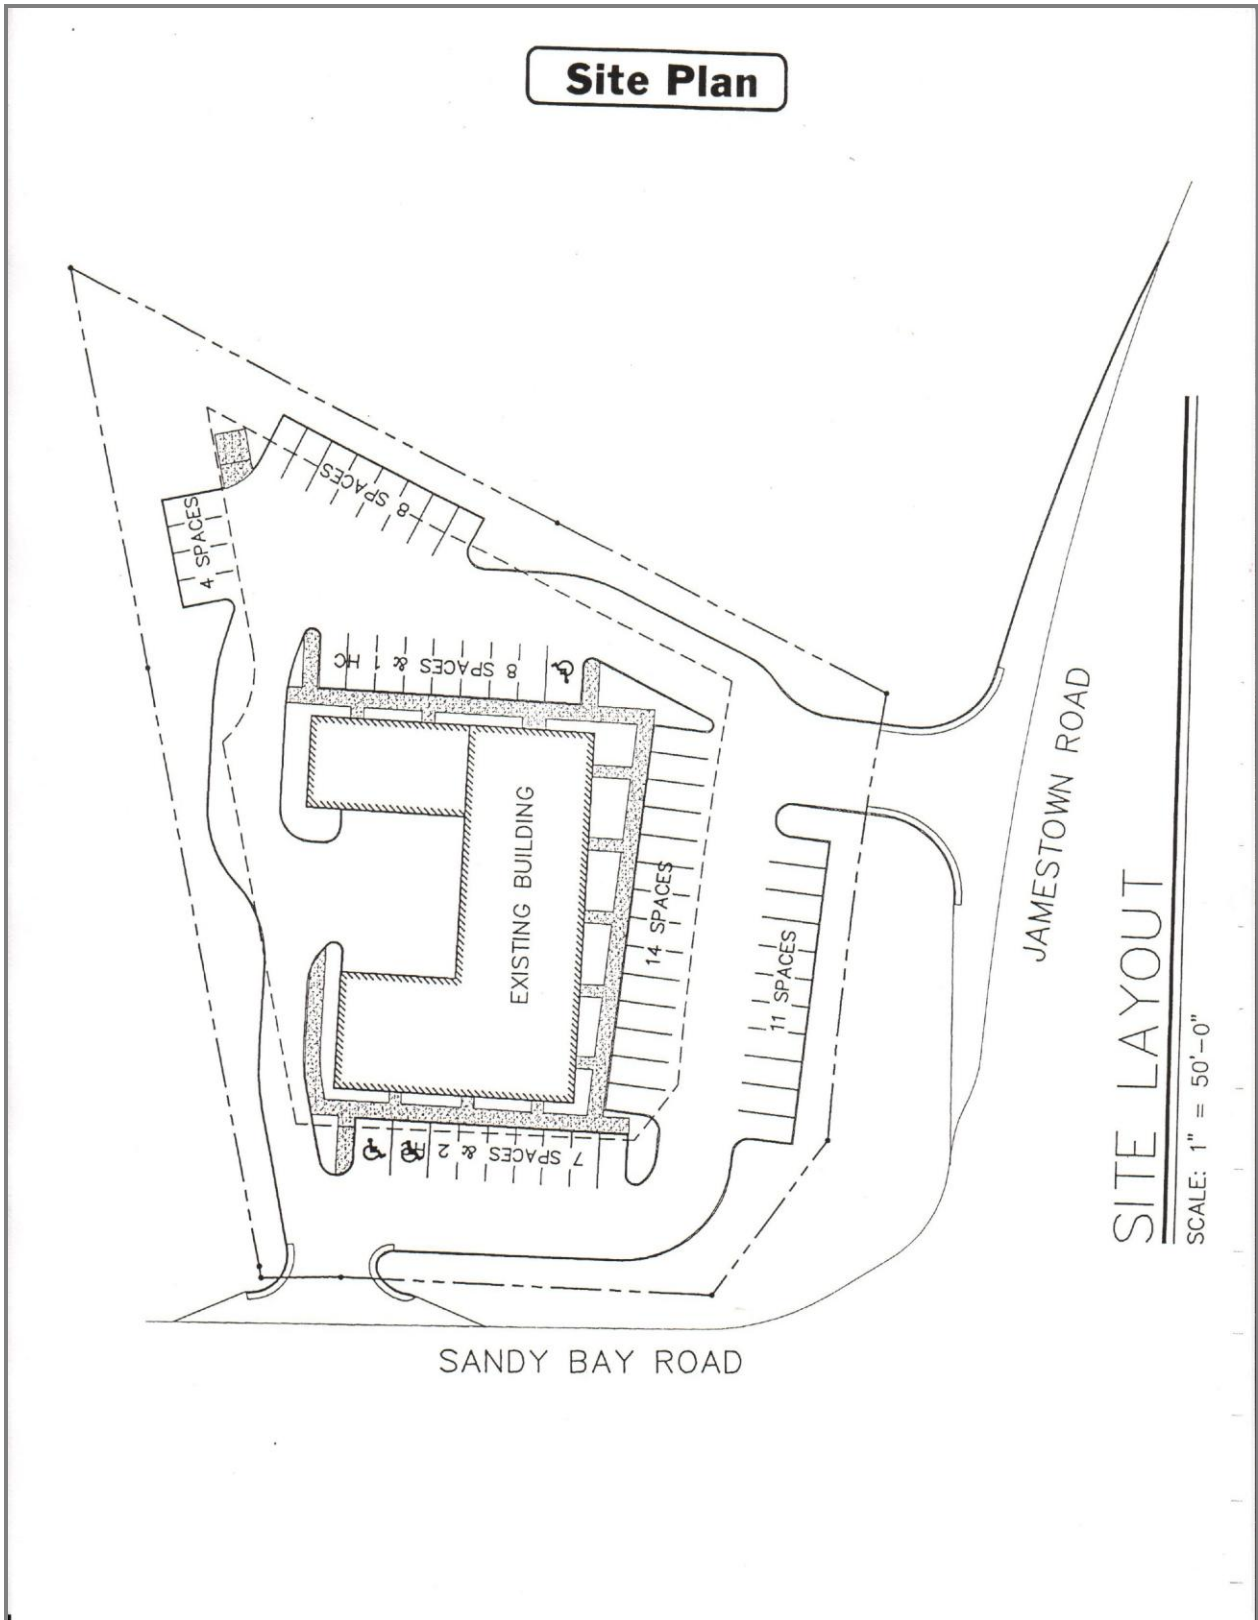 Site Plan
8 SPACES
4 SPACES
8 SPACES & 1 HC
EXISTING BUILDING
14 SPACES
11 SPACES
7 SPACES & 2
JAMESTOWN ROAD
SANDY BAY ROAD
SITE LAYOUT
SCALE: 1" = 50'-0"